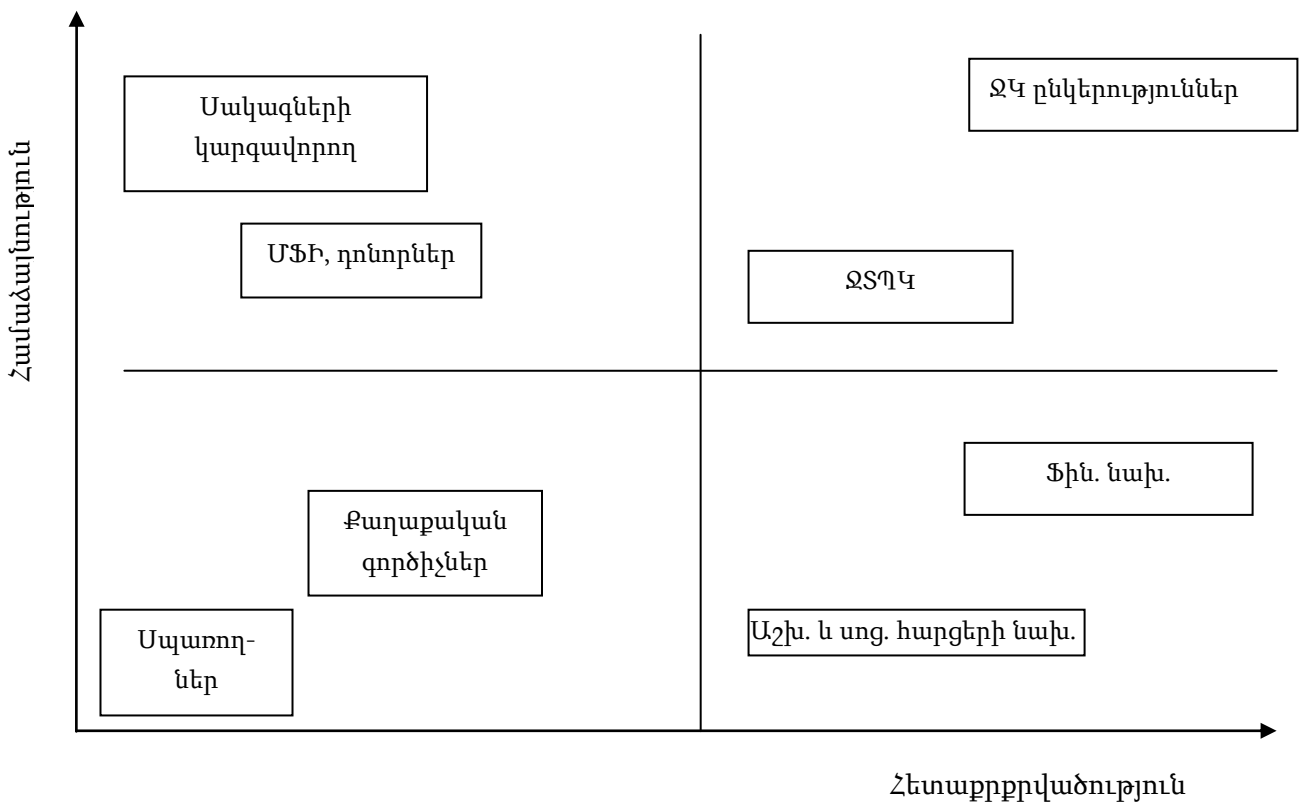 Համաձայնություն
Սակագների
կարգավորող
ՄՖԻ, դոնորներ
ՋԿ ընկերություններ
ՋՏՊԿ
Քաղաքական
գործիչներ
Սպառող-
ներ
Ֆին. նախ.
Աշխ. և սոց. հարցերի նախ.
Հետաքրքրվածություն